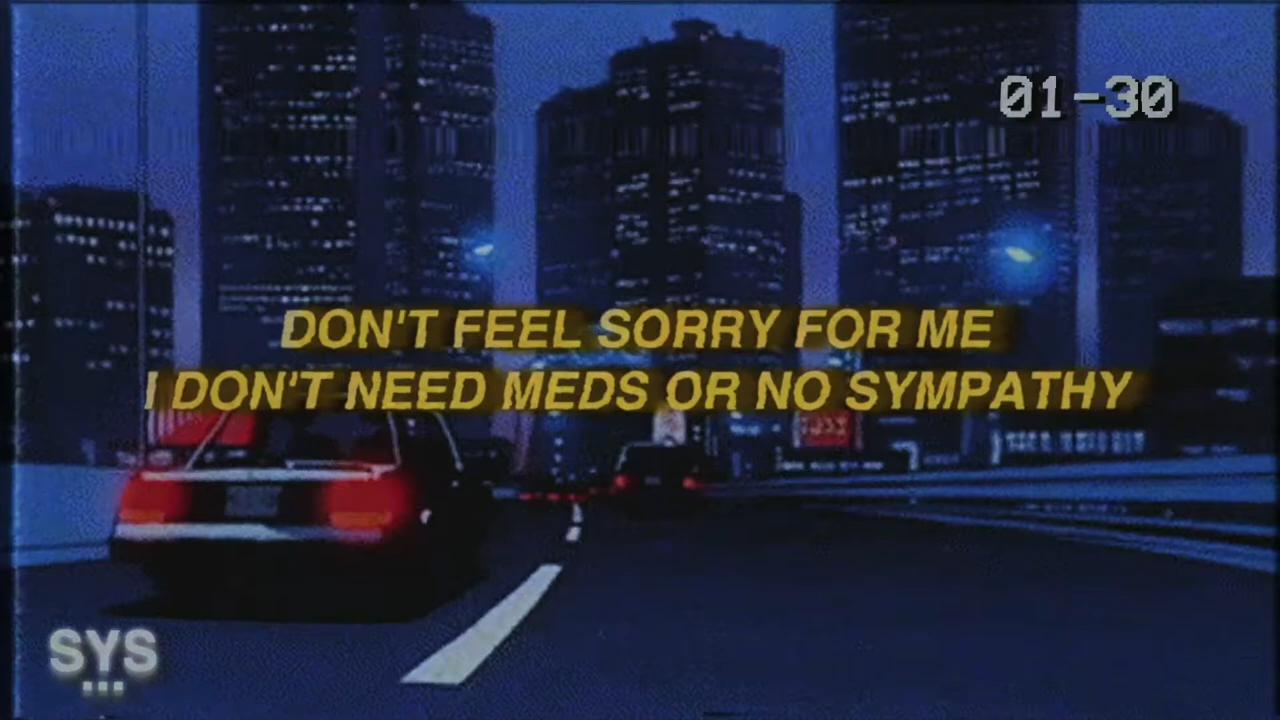 01-30
DON'T FEEL SORRY FOR ME
I DON'T NEED MEDS OR NO SYMPATHY
SYS